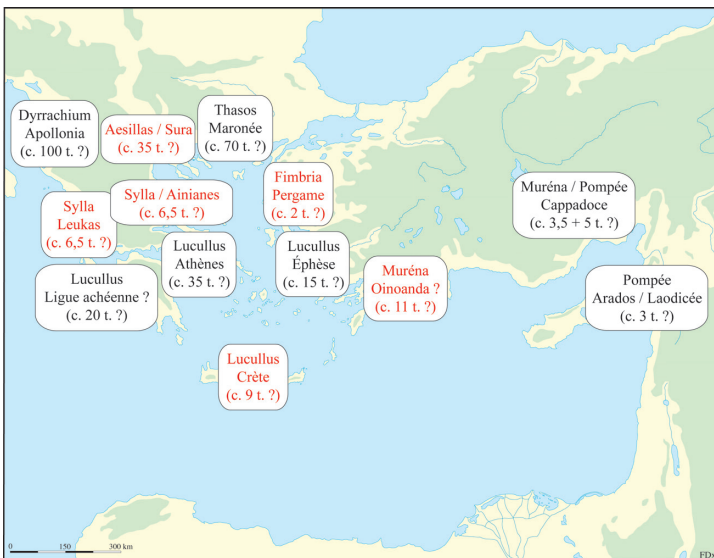 Dyrrachium
Apollonia
(c. 100 t. ?)
Aesillas / Sura
(c. 35 t. ?)
Thasos
Maronée
(c. 70 t. ?)
Sylla
Leukas
(c. 6,5 t. ?)
Sylla / Ainianes
(c. 6,5 t. ?)
Fimbria
Pergame
(c. 2 t. ?)
Muréna / Pompée
Cappadoce
(c. 3,5 + 5 t. ?)
Lucullus
Ligue achéenne ?
(c. 20 t. ?)
Lucullus
Athènes
(c. 35 t. ?)
Lucullus
Éphèse
(c. 15 t. ?)
Muréna
Oinoanda ?
(c. 11 t. ?)
Pompée
Arados / Laodicée
(c. 3 t. ?)
Lucullus
Crète
(c. 9 t. ?)
0 150 300 km